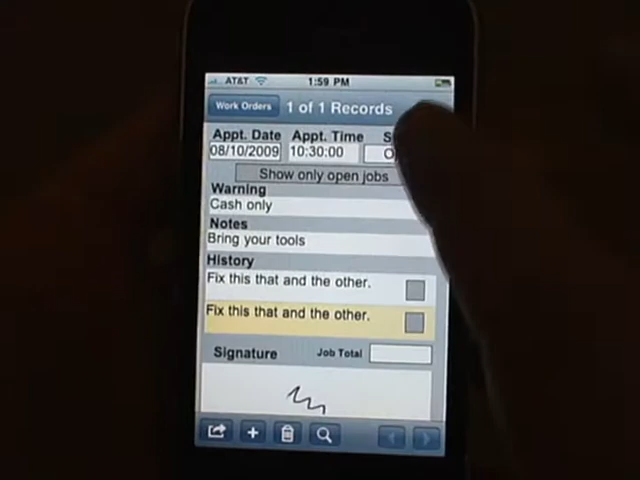 AT&T 1:59 PM
Work Orders 1 of 1 Records
Appt. Date Appt. Time
08/10/2009 10:30:00
Show only open jobs
Warning
Cash only
Notes
Bring your tools
History
Fix this that and the other.
Fix this that and the other.
Signature Job Total